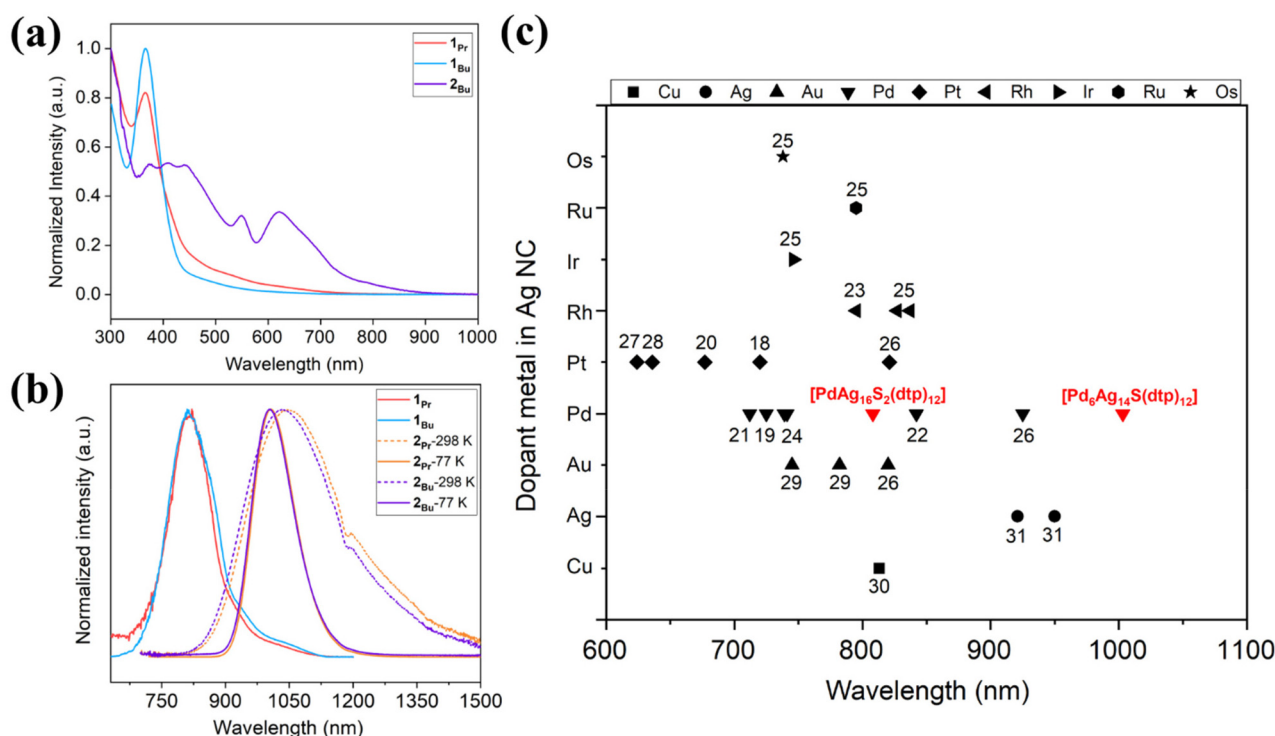 (a)
Normalized Intensity (a.u.)
1.0
0.8
0.6
0.4
0.2
0.0
1Pr
1Bu
2Bu
300 400 500 600 700 800 900 1000
Wavelength (nm)
(b)
Normalized intensity (a.u.)
1Pr
1Bu
2Pr-298 K
2Pr-77 K
2Bu-298 K
2Bu-77 K
750 900 1050 1200 1350 1500
Wavelength (nm)
(c)
Cu Ag Au Pd Pt Rh Ir Ru Os
Dopant metal in Ag NC
Os
25
Ru
25
Ir
25
Rh
23 25
Pt
27 28 20 18 26
Pd
[PdAg16S2(dtp)12] [Pd6Ag14S(dtp)12]
21 19 24 22 26
Au
29 29 26
Ag
31 31
Cu
30
600 700 800 900 1000 1100
Wavelength (nm)